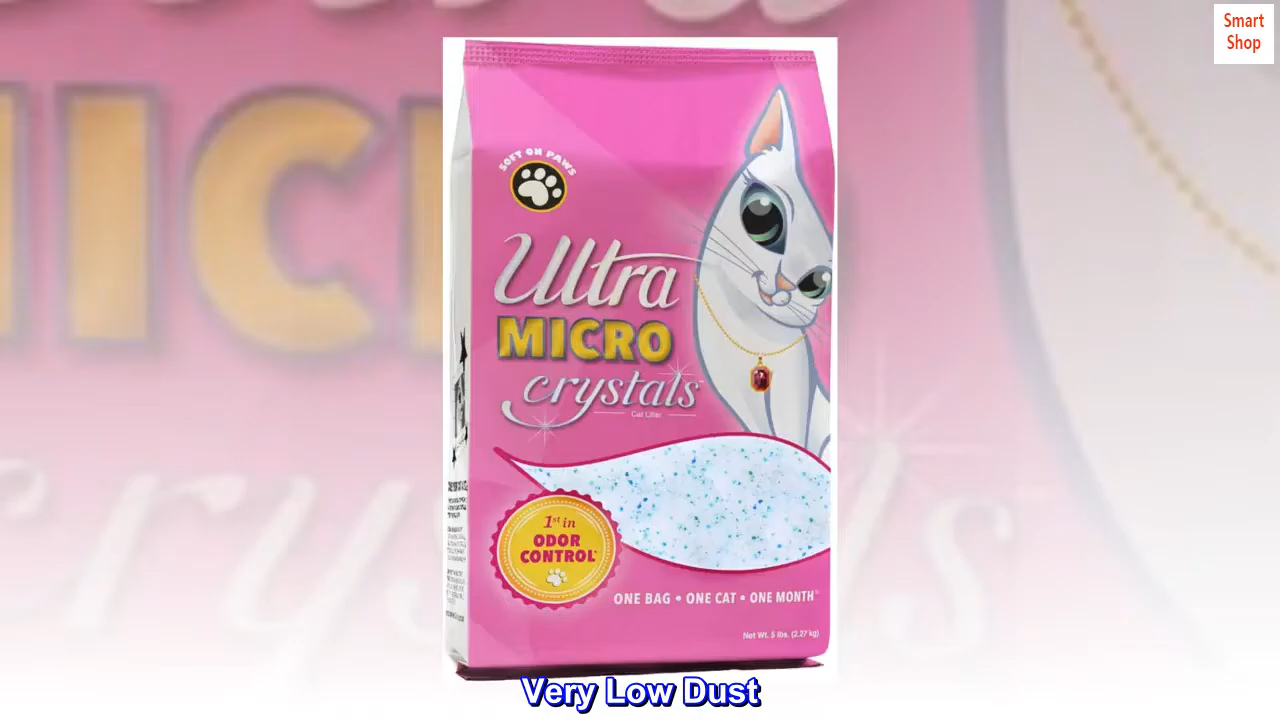 Smart
Shop
SOFT ON PAWS
Ultra
MICRO
crystals
Cat Litter
1st in
ODOR
CONTROL*
ONE BAG • ONE CAT • ONE MONTH
Net Wt. 5 lbs. (2.27 kg)
Very Low Dust